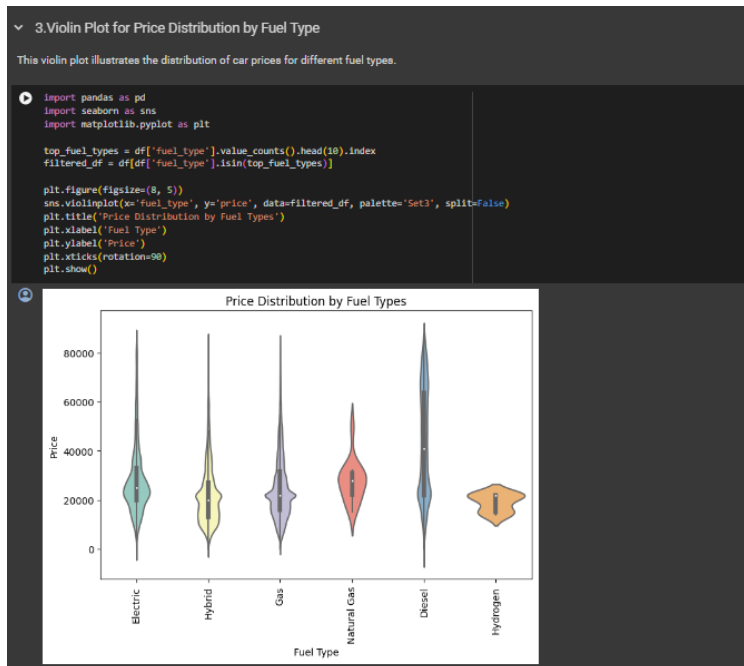 3.Violin Plot for Price Distribution by Fuel Type
This violin plot illustrates the distribution of car prices for different fuel types.
import pandas as pd
import seaborn as sns
import matplotlib.pyplot as plt
top_fuel_types = df['fuel_type'].value_counts().head(10).index
filtered_df = df[df['fuel_type'].isin(top_fuel_types)]
plt.figure(figsize=(8, 5))
sns.violinplot(x='fuel_type', y='price', data=filtered_df, palette='Set3', split=False)
plt.title('Price Distribution by Fuel Types')
plt.xlabel('Fuel Type')
plt.ylabel('Price')
plt.xticks(rotation=90)
plt.show()
Price Distribution by Fuel Types
80000
60000
40000
20000
0
Price
Electric
Hybrid
Gas
Natural Gas
Diesel
Hydrogen
Fuel Type